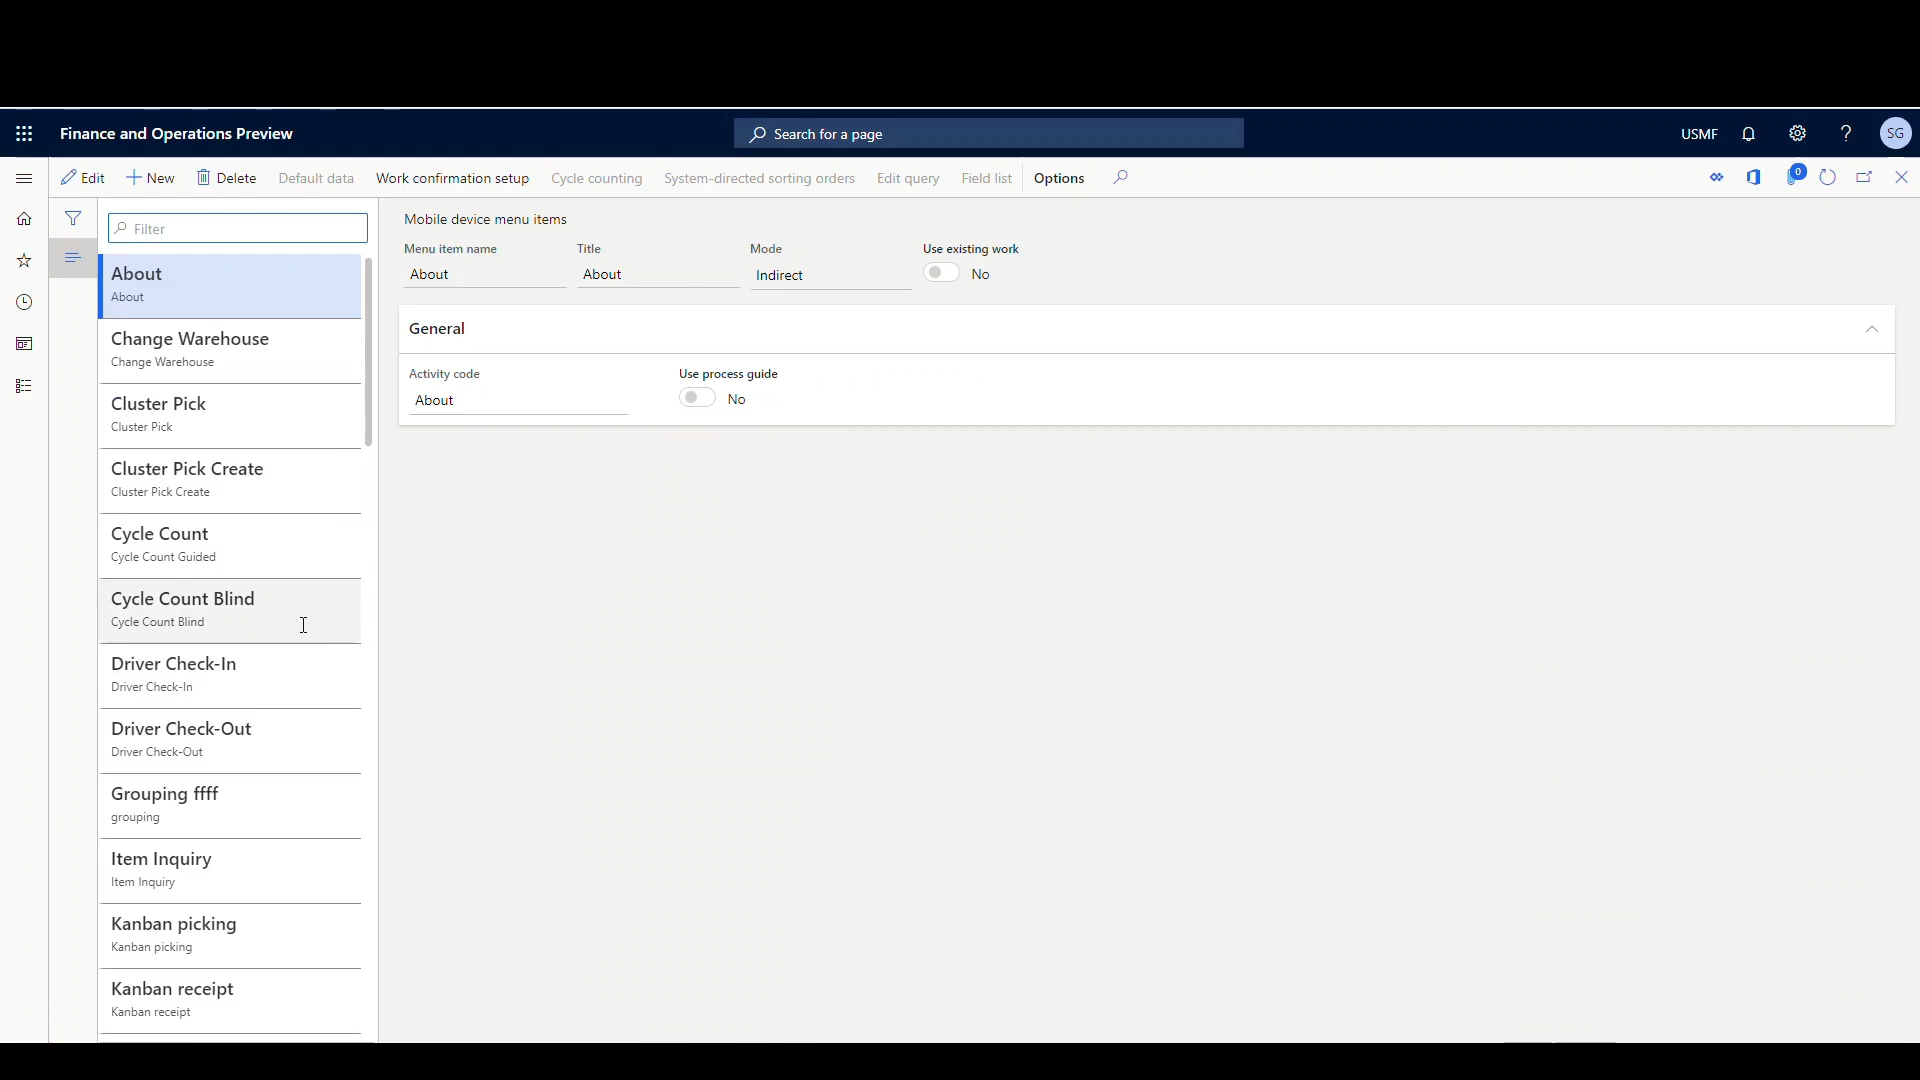 Finance and Operations Preview
Search for a page
USMF
SG
Edit
New
Delete
Default data
Work confirmation setup
Cycle counting
System-directed sorting orders
Edit query
Field list
Options
0
Filter
About
About
Change Warehouse
Change Warehouse
Cluster Pick
Cluster Pick
Cluster Pick Create
Cluster Pick Create
Cycle Count
Cycle Count Guided
Cycle Count Blind
Cycle Count Blind
Driver Check-In
Driver Check-In
Driver Check-Out
Driver Check-Out
Grouping ffff
grouping
Item Inquiry
Item Inquiry
Kanban picking
Kanban picking
Kanban receipt
Kanban receipt
Mobile device menu items
Menu item name
Title
Mode
Use existing work
About
About
Indirect
No
General
Activity code
Use process guide
About
No